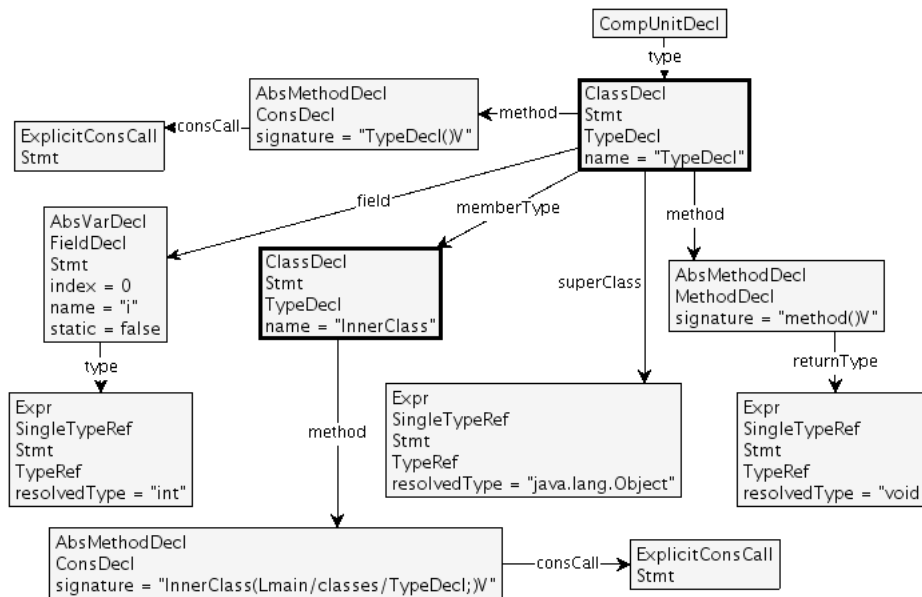 CompUnitDecl
type
ClassDecl
Stmt
TypeDecl
name = "TypeDecl"
method
AbsMethodDecl
ConsDecl
signature = "TypeDecl()V"
consCall
ExplicitConsCall
Stmt
field
memberType
superClass
method
AbsVarDecl
FieldDecl
Stmt
index = 0
name = "i"
static = false
ClassDecl
Stmt
TypeDecl
name = "InnerClass"
AbsMethodDecl
MethodDecl
signature = "method()V"
type
returnType
Expr
SingleTypeRef
Stmt
TypeRef
resolvedType = "int"
method
Expr
SingleTypeRef
Stmt
TypeRef
resolvedType = "java.lang.Object"
Expr
SingleTypeRef
Stmt
TypeRef
resolvedType = "void
AbsMethodDecl
ConsDecl
signature = "InnerClass(Lmain/classes/TypeDecl;)V"
consCall
ExplicitConsCall
Stmt